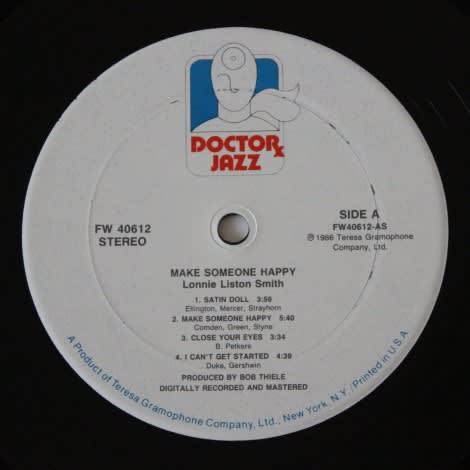 DOCTOR
JAZZ
FW 40612
STEREO
SIDE A
FW40612-AS
℗ 1986 Teresa Gramophone
Company, Ltd.
MAKE SOMEONE HAPPY
Lonnie Liston Smith
1. SATIN DOLL 3:56
Ellington, Mercer, Strayhorn
2. MAKE SOMEONE HAPPY 5:40
Comden, Green, Styne
3. CLOSE YOUR EYES 3:34
B. Petkere
4. I CAN'T GET STARTED 4:39
Duke, Gershwin
PRODUCED BY BOB THIELE
DIGITALLY RECORDED AND MASTERED
A Product of Teresa Gramophone Company, Ltd., New York, N.Y./Printed in U.S.A.